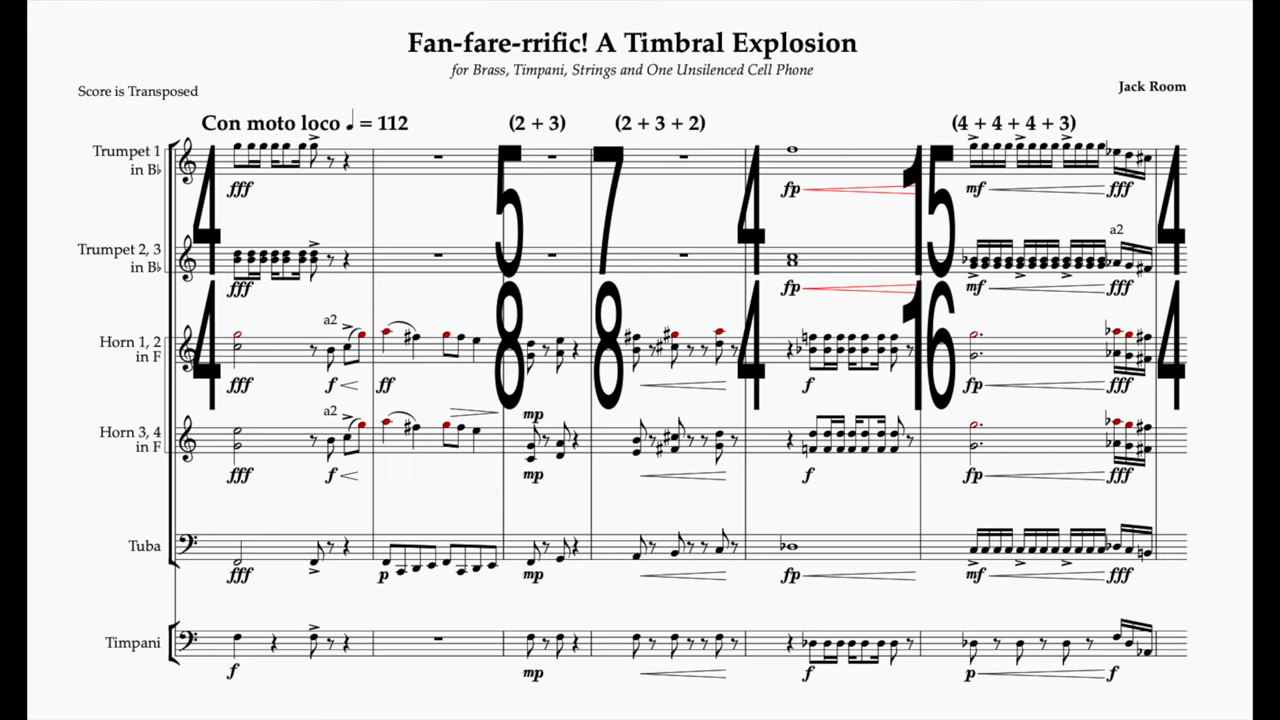 Fan-fare-rrific! A Timbral Explosion
for Brass, Timpani, Strings and One Unsilenced Cell Phone
Score is Transposed
Jack Room
Con moto loco ♩ = 112
(2 + 3)
(2 + 3 + 2)
(4 + 4 + 4 + 3)
Trumpet 1
in B♭
4 4
5 8
7 8
4 4
15 16
4 4
fff
fp
mf
fff
Trumpet 2, 3
in B♭
a2
fff
fp
mf
fff
Horn 1, 2
in F
a2
fff
f
ff
f
fp
fff
Horn 3, 4
in F
a2
mp
fff
f
mp
f
fp
fff
Tuba
fff
p
mp
fp
mf
fff
Timpani
f
mp
f
p
f